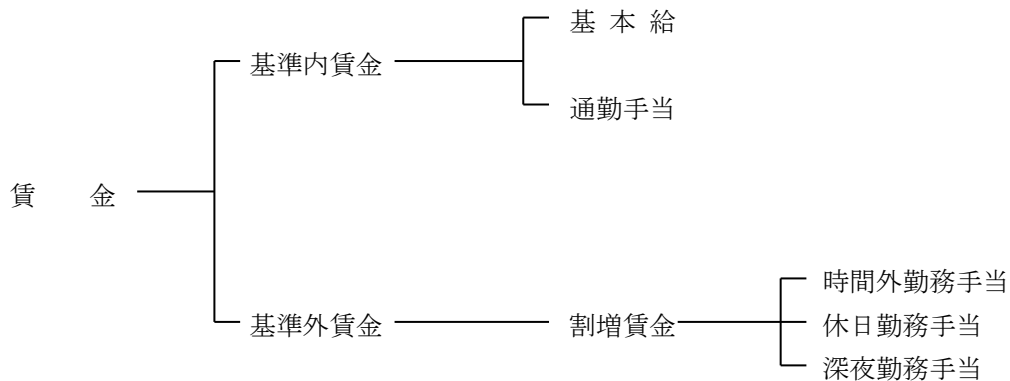 基 本 給
基準内賃金
通勤手当
賃　　金
時間外勤務手当
基準外賃金　割増賃金　休日勤務手当
深夜勤務手当